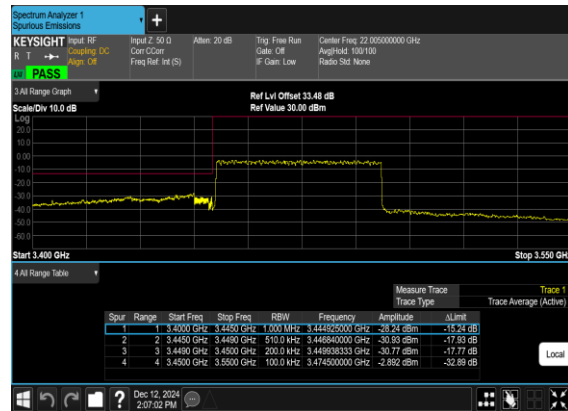 Spectrum Analyzer 1
Spurious Emissions
+
KEYSIGHT Input: RF Input Z: 50 Ω Atten: 20 dB Trig: Free Run Center Freq: 22.005000000 GHz
R T Coupling: DC Corr CCorr Gate: Off Avg|Hold: 100/100
Align: Off Freq Ref: Int (S) IF Gain: Low Radio Std: None
LXI PASS
3 All Range Graph
Ref Lvl Offset 33.48 dB
Scale/Div 10.0 dB Ref Value 30.00 dBm
Log
20.0
10.0
0.00
-10.0
-20.0
-30.0
-40.0
-50.0
-60.0
Start 3.400 GHz Stop 3.550 GH
4 All Range Table
Measure Trace Trace 1
Trace Type Trace Average (Active)
Spur Range Start Freq Stop Freq RBW Frequency Amplitude ΔLimit
1 1 3.4000 GHz 3.4450 GHz 1.000 MHz 3.444925000 GHz -28.24 dBm -15.24 dB
2 2 3.4450 GHz 3.4490 GHz 510.0 kHz 3.446840000 GHz -30.93 dBm -17.93 dB
3 3 3.4490 GHz 3.4500 GHz 200.0 kHz 3.449938333 GHz -30.77 dBm -17.77 dB
4 4 3.4500 GHz 3.5500 GHz 100.0 kHz 3.474500000 GHz -2.892 dBm -32.89 dB
Local
? Dec 12, 2024
2:07:02 PM